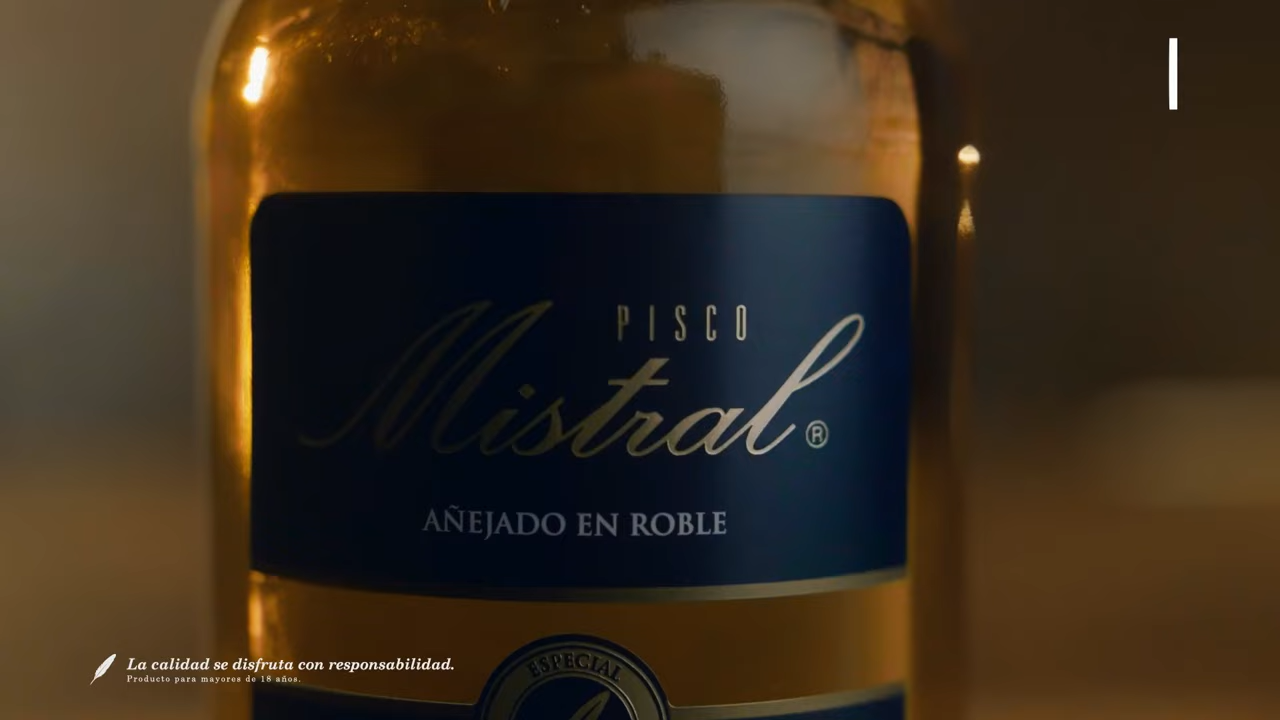 PISCO
Mistral®
AÑEJADO EN ROBLE
ESPECIAL
La calidad se disfruta con responsabilidad.
Producto para mayores de 18 años.